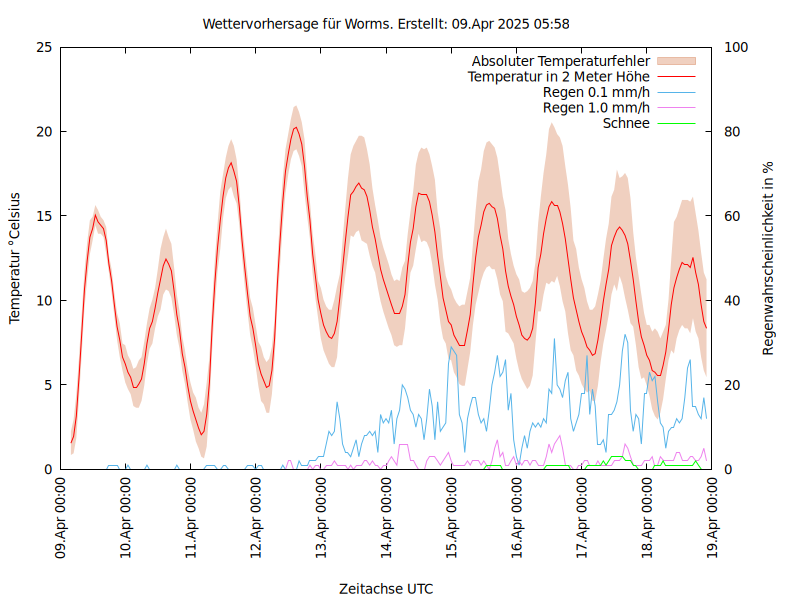 Wettervorhersage für Worms. Erstellt: 09.Apr 2025 05:58
25
20
15
10
5
0
100
80
60
40
20
0
Absoluter Temperaturfehler
Temperatur in 2 Meter Höhe
Regen 0.1 mm/h
Regen 1.0 mm/h
Schnee
Temperatur °Celsius
Regenwahrscheinlichkeit in %
09.Apr 00:00
10.Apr 00:00
11.Apr 00:00
12.Apr 00:00
13.Apr 00:00
14.Apr 00:00
15.Apr 00:00
16.Apr 00:00
17.Apr 00:00
18.Apr 00:00
19.Apr 00:00
Zeitachse UTC